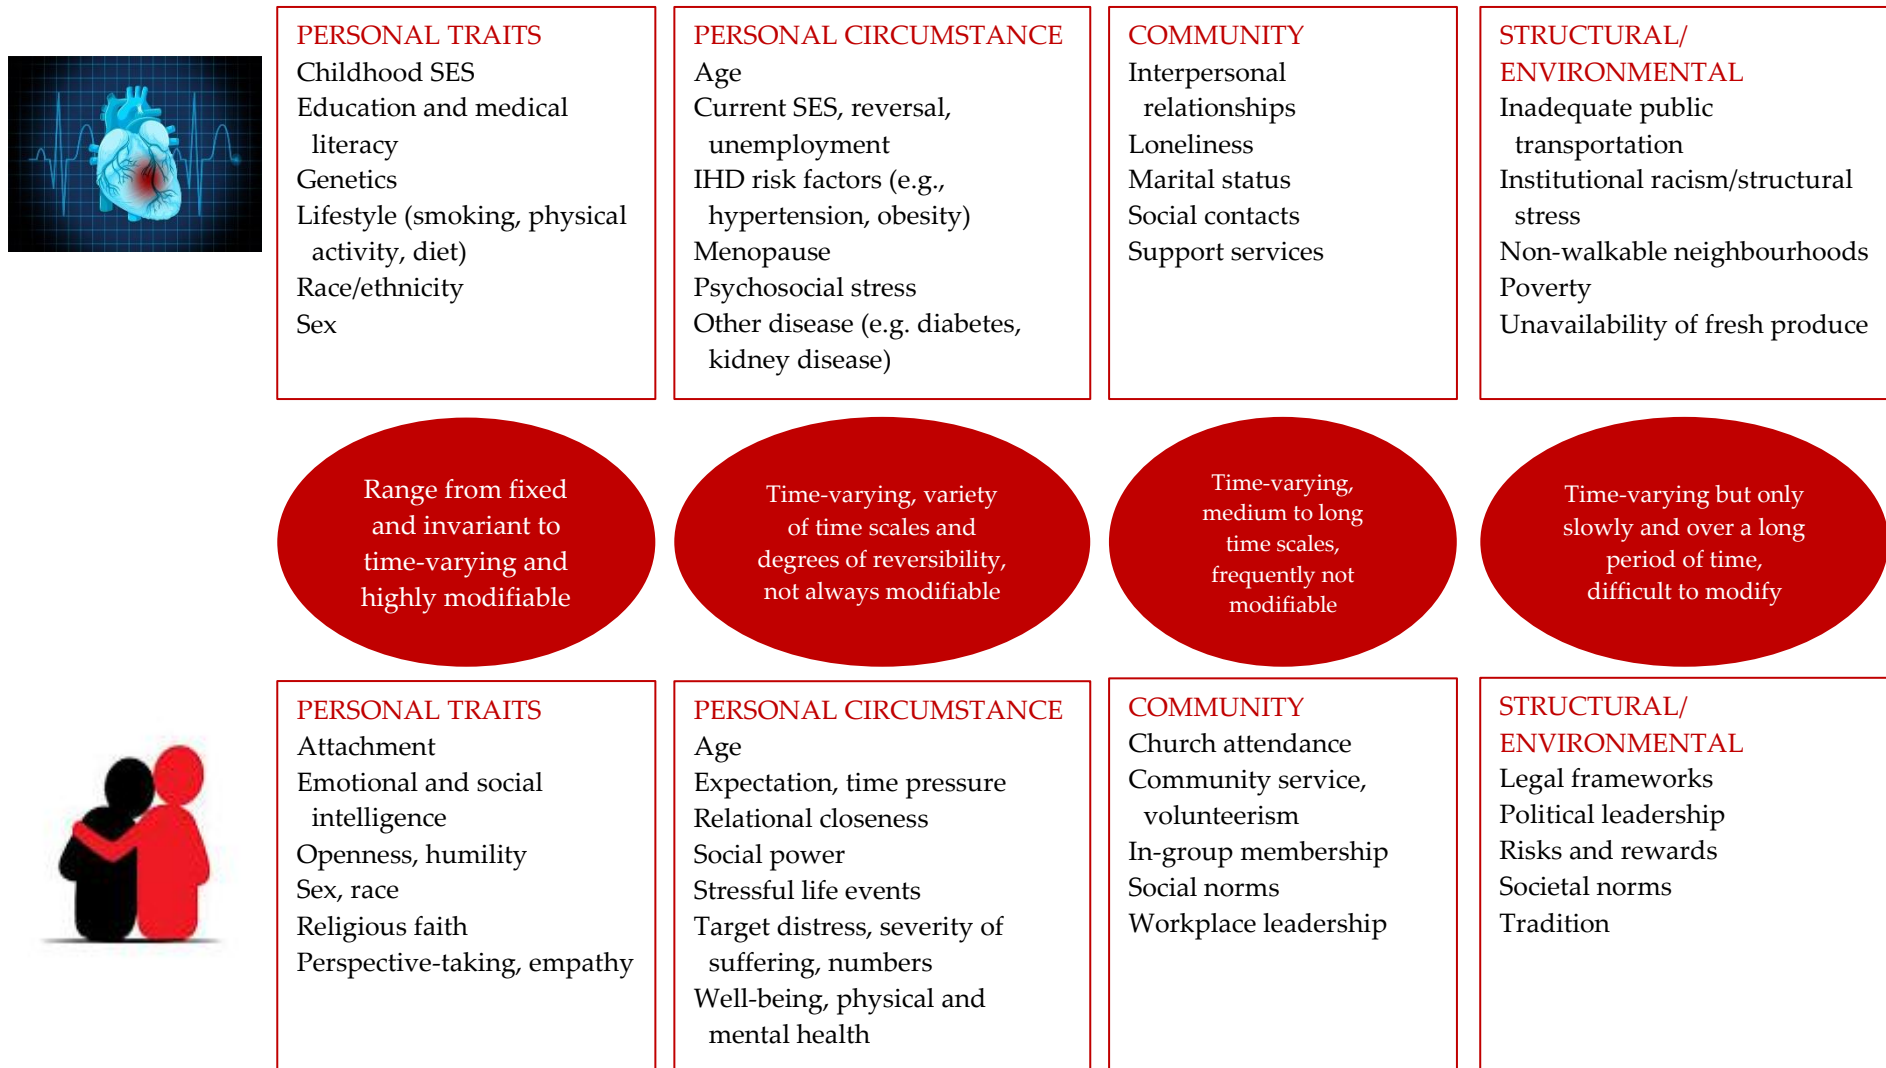 PERSONAL TRAITS
Childhood SES
Education and medical
literacy
Genetics
Lifestyle (smoking, physical
activity, diet)
Race/ethnicity
Sex
PERSONAL CIRCUMSTANCE
Age
Current SES, reversal,
unemployment
IHD risk factors (e.g.,
hypertension, obesity)
Menopause
Psychosocial stress
Other disease (e.g. diabetes,
kidney disease)
COMMUNITY
Interpersonal
relationships
Loneliness
Marital status
Social contacts
Support services
STRUCTURAL/
ENVIRONMENTAL
Inadequate public
transportation
Institutional racism/structural
stress
Non-walkable neighbourhoods
Poverty
Unavailability of fresh produce
Range from fixed
and invariant to
time-varying and
highly modifiable
Time-varying, variety
of time scales and
degrees of reversibility,
not always modifiable
Time-varying,
medium to long
time scales,
frequently not
modifiable
Time-varying but only
slowly and over a long
period of time,
difficult to modify
PERSONAL TRAITS
Attachment
Emotional and social
intelligence
Openness, humility
Sex, race
Religious faith
Perspective-taking, empathy
PERSONAL CIRCUMSTANCE
Age
Expectation, time pressure
Relational closeness
Social power
Stressful life events
Target distress, severity of
suffering, numbers
Well-being, physical and
mental health
COMMUNITY
Church attendance
Community service,
volunteerism
In-group membership
Social norms
Workplace leadership
STRUCTURAL/
ENVIRONMENTAL
Legal frameworks
Political leadership
Risks and rewards
Societal norms
Tradition